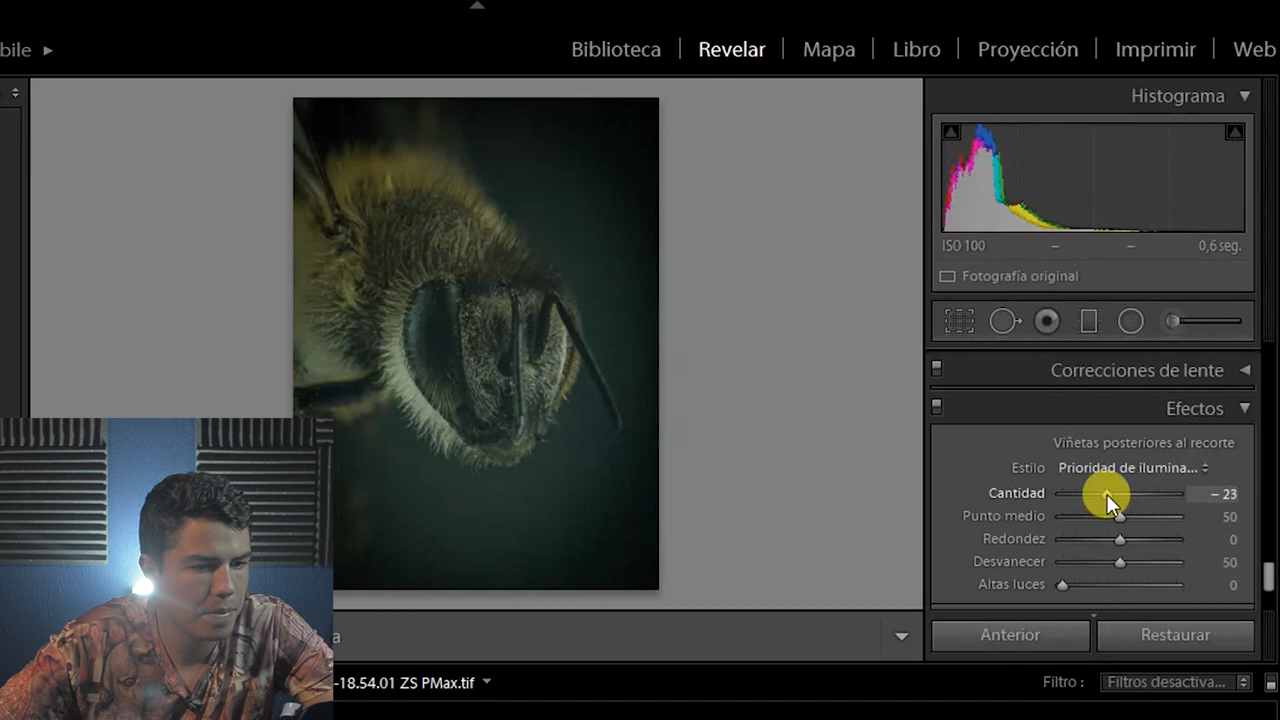 bile
Biblioteca Revelar Mapa Libro Proyección Imprimir Web
Histograma
ISO 100 – – 0,6 seg.
Fotografía original
Correcciones de lente
Efectos
Viñetas posteriores al recorte
Estilo Prioridad de ilumina...
Cantidad – 23
Punto medio 50
Redondez 0
Desvanecer 50
Altas luces 0
a
Anterior Restaurar
-18.54.01 ZS PMax.tif
Filtro : Filtros desactiva...